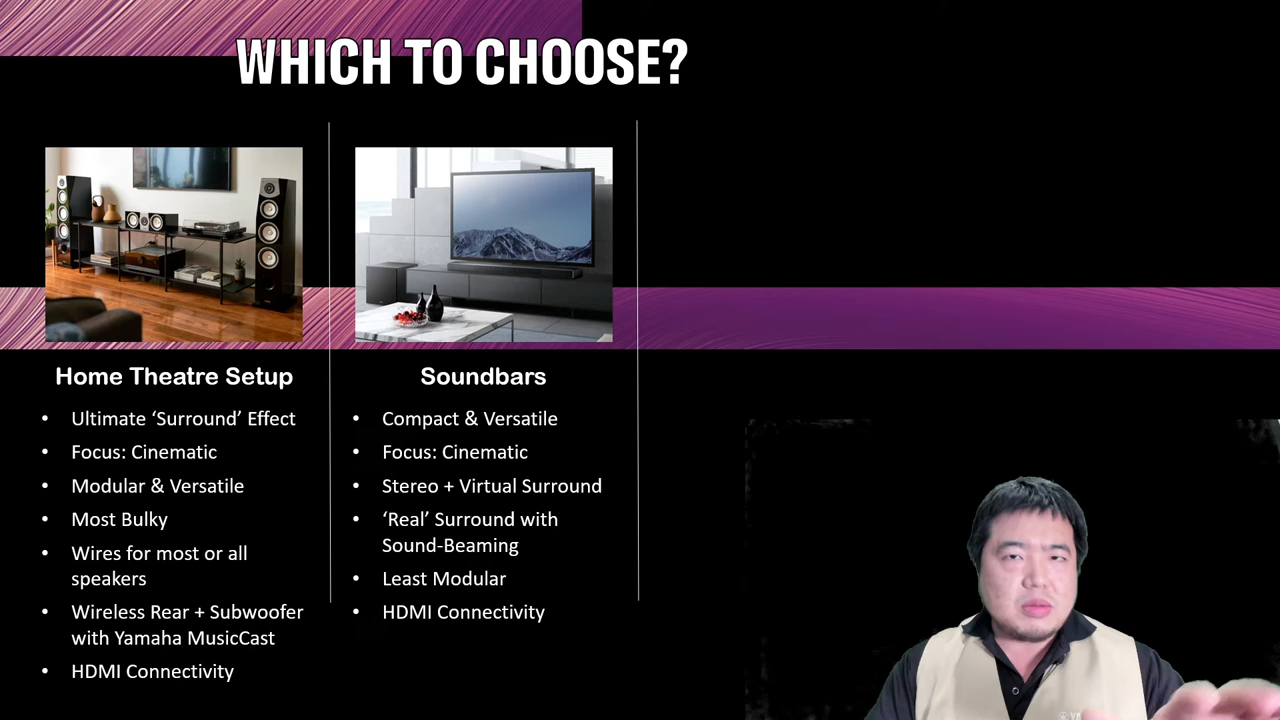 WHICH TO CHOOSE?
Home Theatre Setup
• Ultimate ‘Surround’ Effect
• Focus: Cinematic
• Modular & Versatile
• Most Bulky
• Wires for most or all
speakers
• Wireless Rear + Subwoofer
with Yamaha MusicCast
• HDMI Connectivity
Soundbars
• Compact & Versatile
• Focus: Cinematic
• Stereo + Virtual Surround
• ‘Real’ Surround with
Sound-Beaming
• Least Modular
• HDMI Connectivity